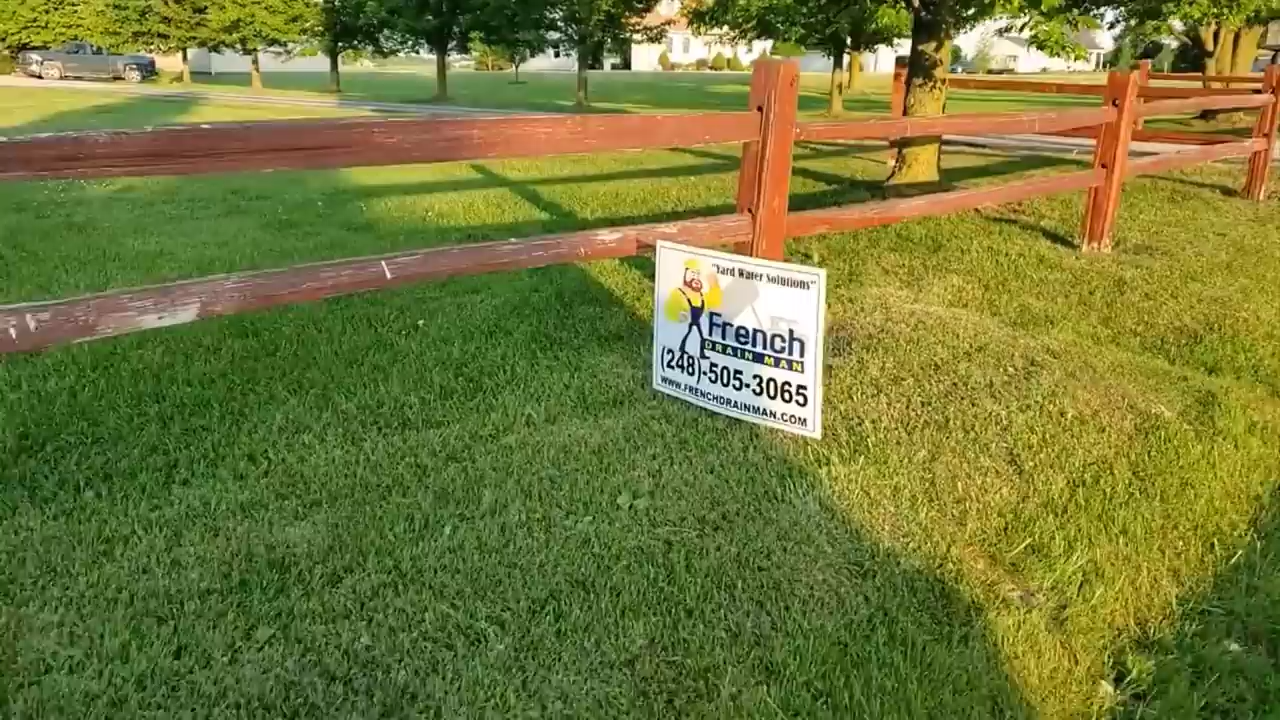 "Yard Water Solutions"
French
DRAIN MAN
(248)-505-3065
WWW.FRENCHDRAINMAN.COM